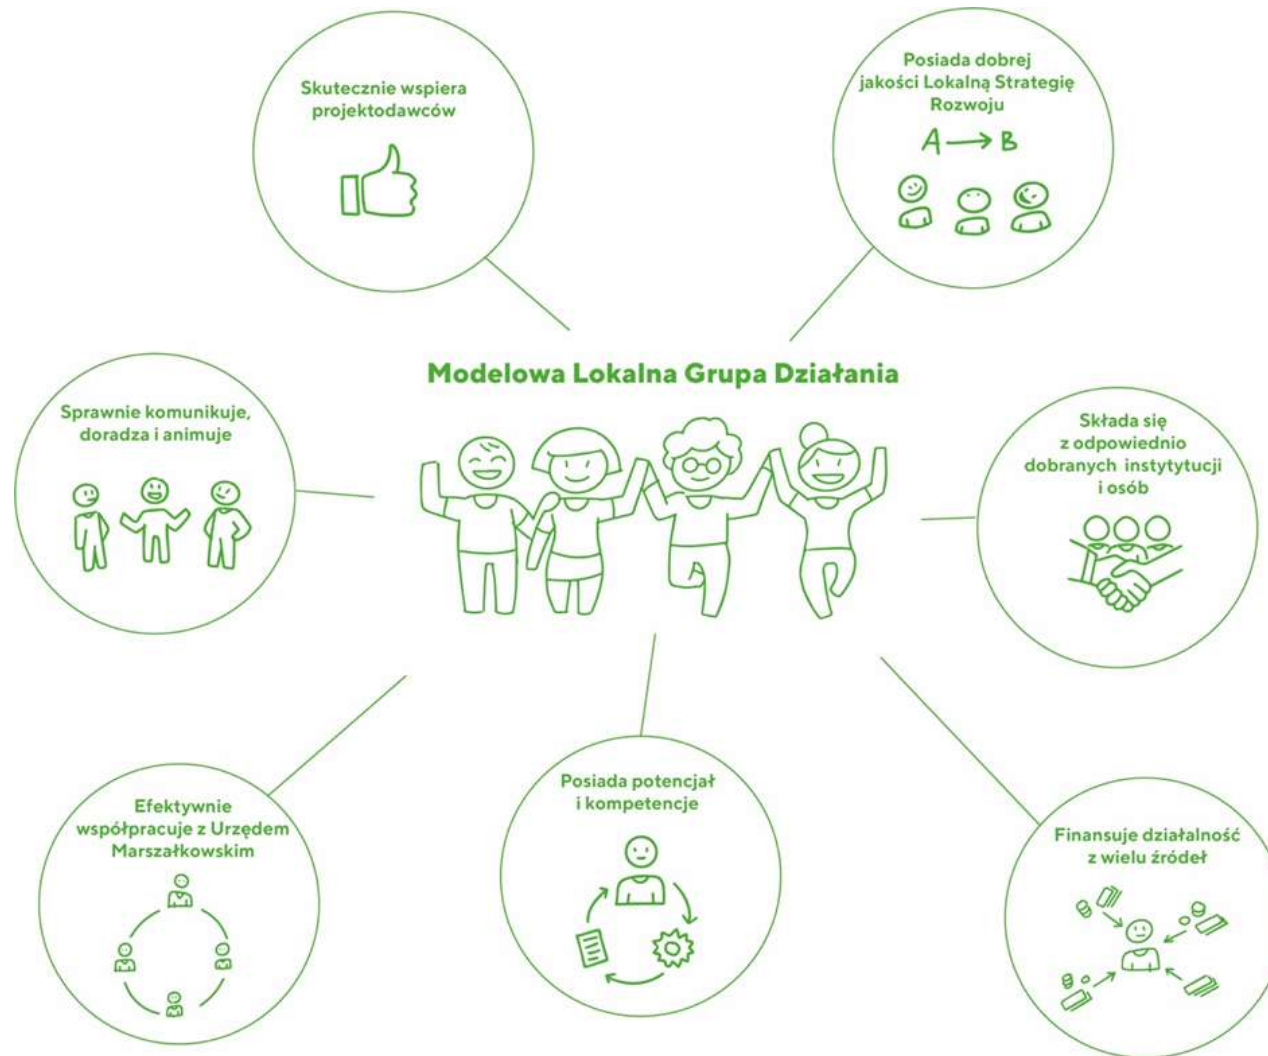 Skutecznie wspiera
projektodawców
Posiada dobrej
jakości Lokalną Strategię
Rozwoju
A → B
Modelowa Lokalna Grupa Działania
Sprawnie komunikuje,
doradza i animuje
Składa się
z odpowiednio
dobranych instytytucji
i osób
Efektywnie
współpracuje z Urzędem
Marszałkowskim
Posiada potencjał
i kompetencje
Finansuje działalność
z wielu źródeł